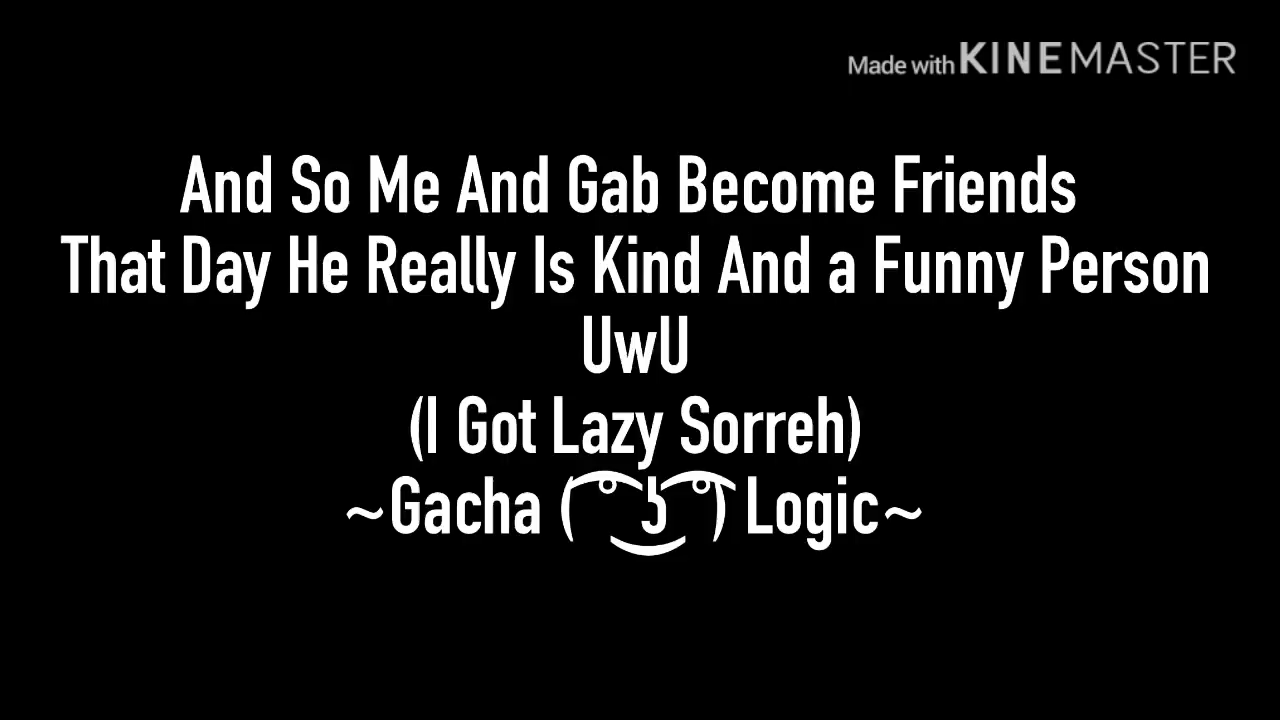 Made with KINEMASTER
And So Me And Gab Become Friends
That Day He Really Is Kind And a Funny Person
UwU
(I Got Lazy Sorreh)
~Gacha ( ͡° ͜ʖ ͡°) Logic~